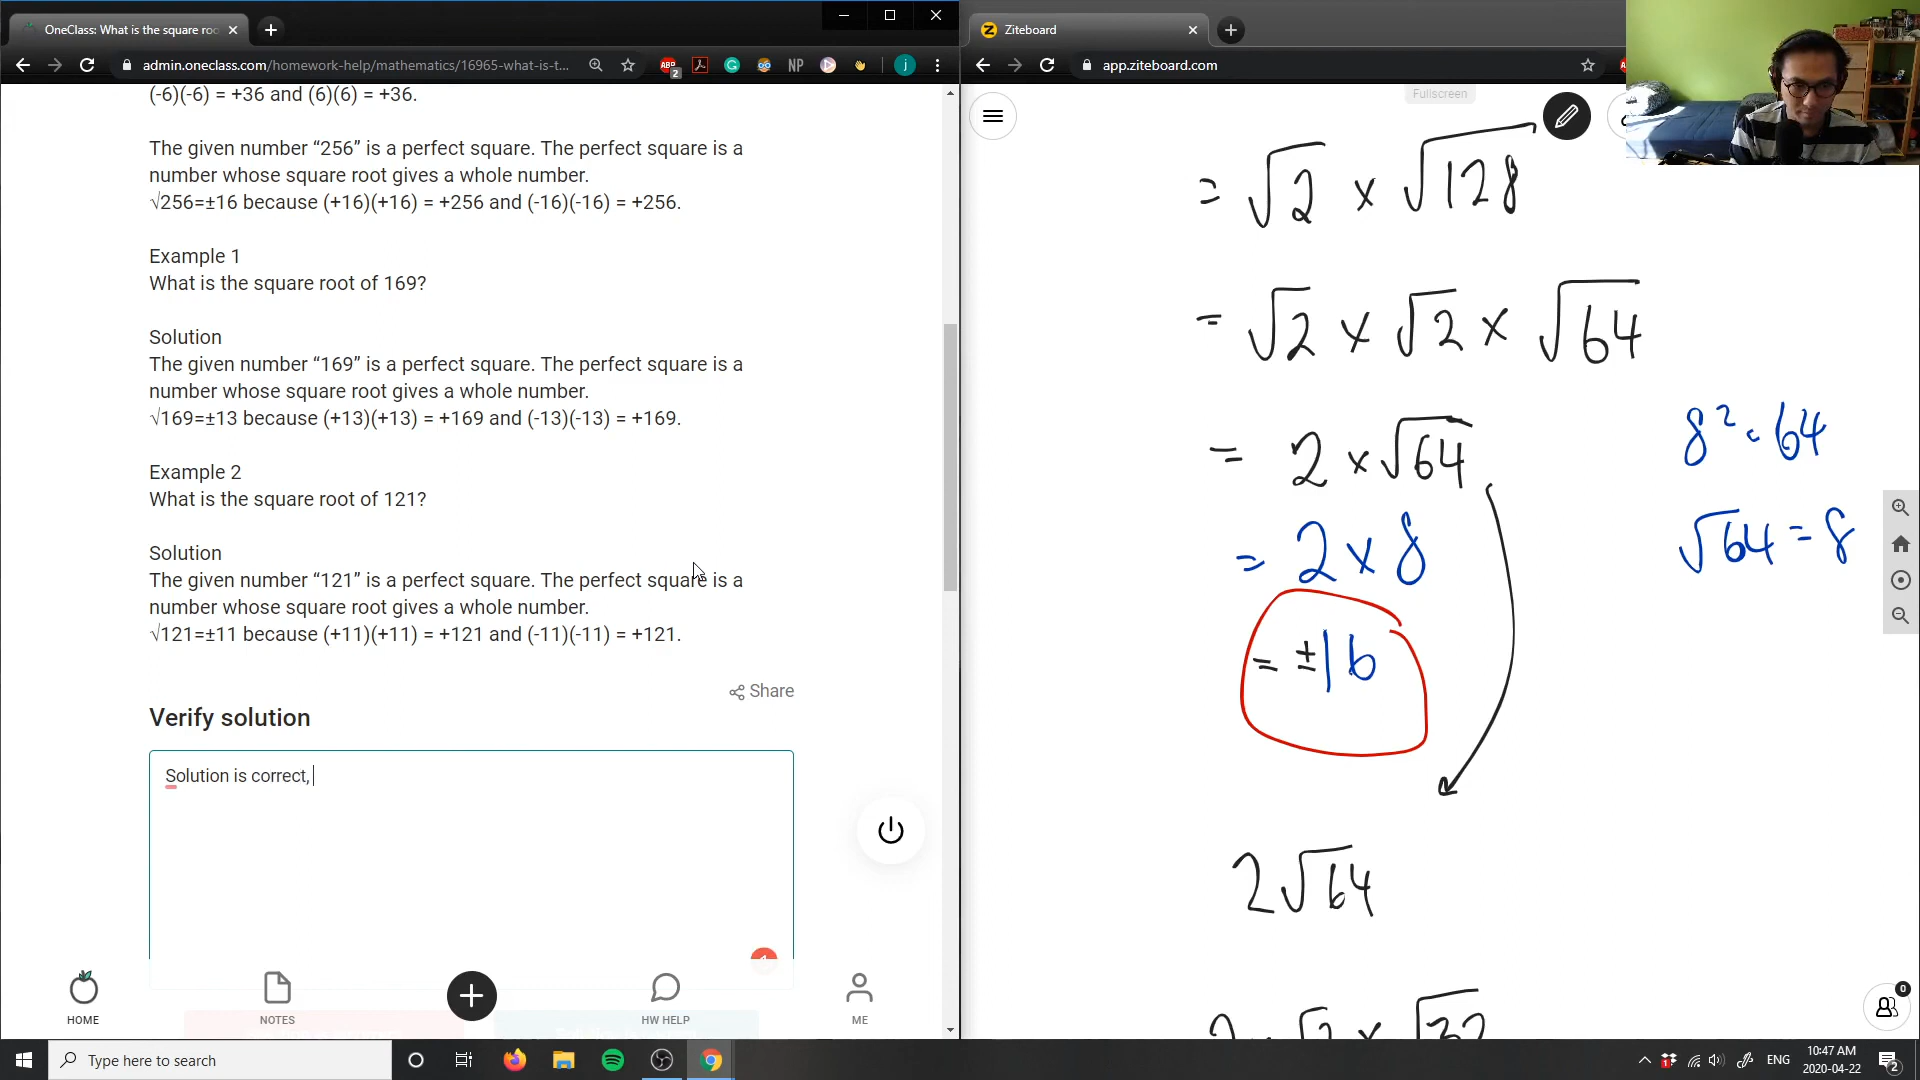 OneClass: What is the square roo
Ziteboard
admin.oneclass.com/homework-help/mathematics/16965-what-is-t...
ABP
2
NP
j
app.ziteboard.com
Fullscreen
(-6)(-6) = +36 and (6)(6) = +36.
The given number “256” is a perfect square. The perfect square is a
number whose square root gives a whole number.
√256=±16 because (+16)(+16) = +256 and (-16)(-16) = +256.
Example 1
What is the square root of 169?
Solution
The given number “169” is a perfect square. The perfect square is a
number whose square root gives a whole number.
√169=±13 because (+13)(+13) = +169 and (-13)(-13) = +169.
Example 2
What is the square root of 121?
Solution
The given number “121” is a perfect square. The perfect square is a
number whose square root gives a whole number.
√121=±11 because (+11)(+11) = +121 and (-11)(-11) = +121.
Share
Verify solution
Solution is correct,
HOME
NOTES
HW HELP
ME
= √2 x √128
= √2 x √2 x √64
= 2 x √64
= 2 x 8
= ±16
8² = 64
√64 = 8
2√64
2 x √2 x √32
0
Type here to search
ENG
10:47 AM
2020-04-22
2